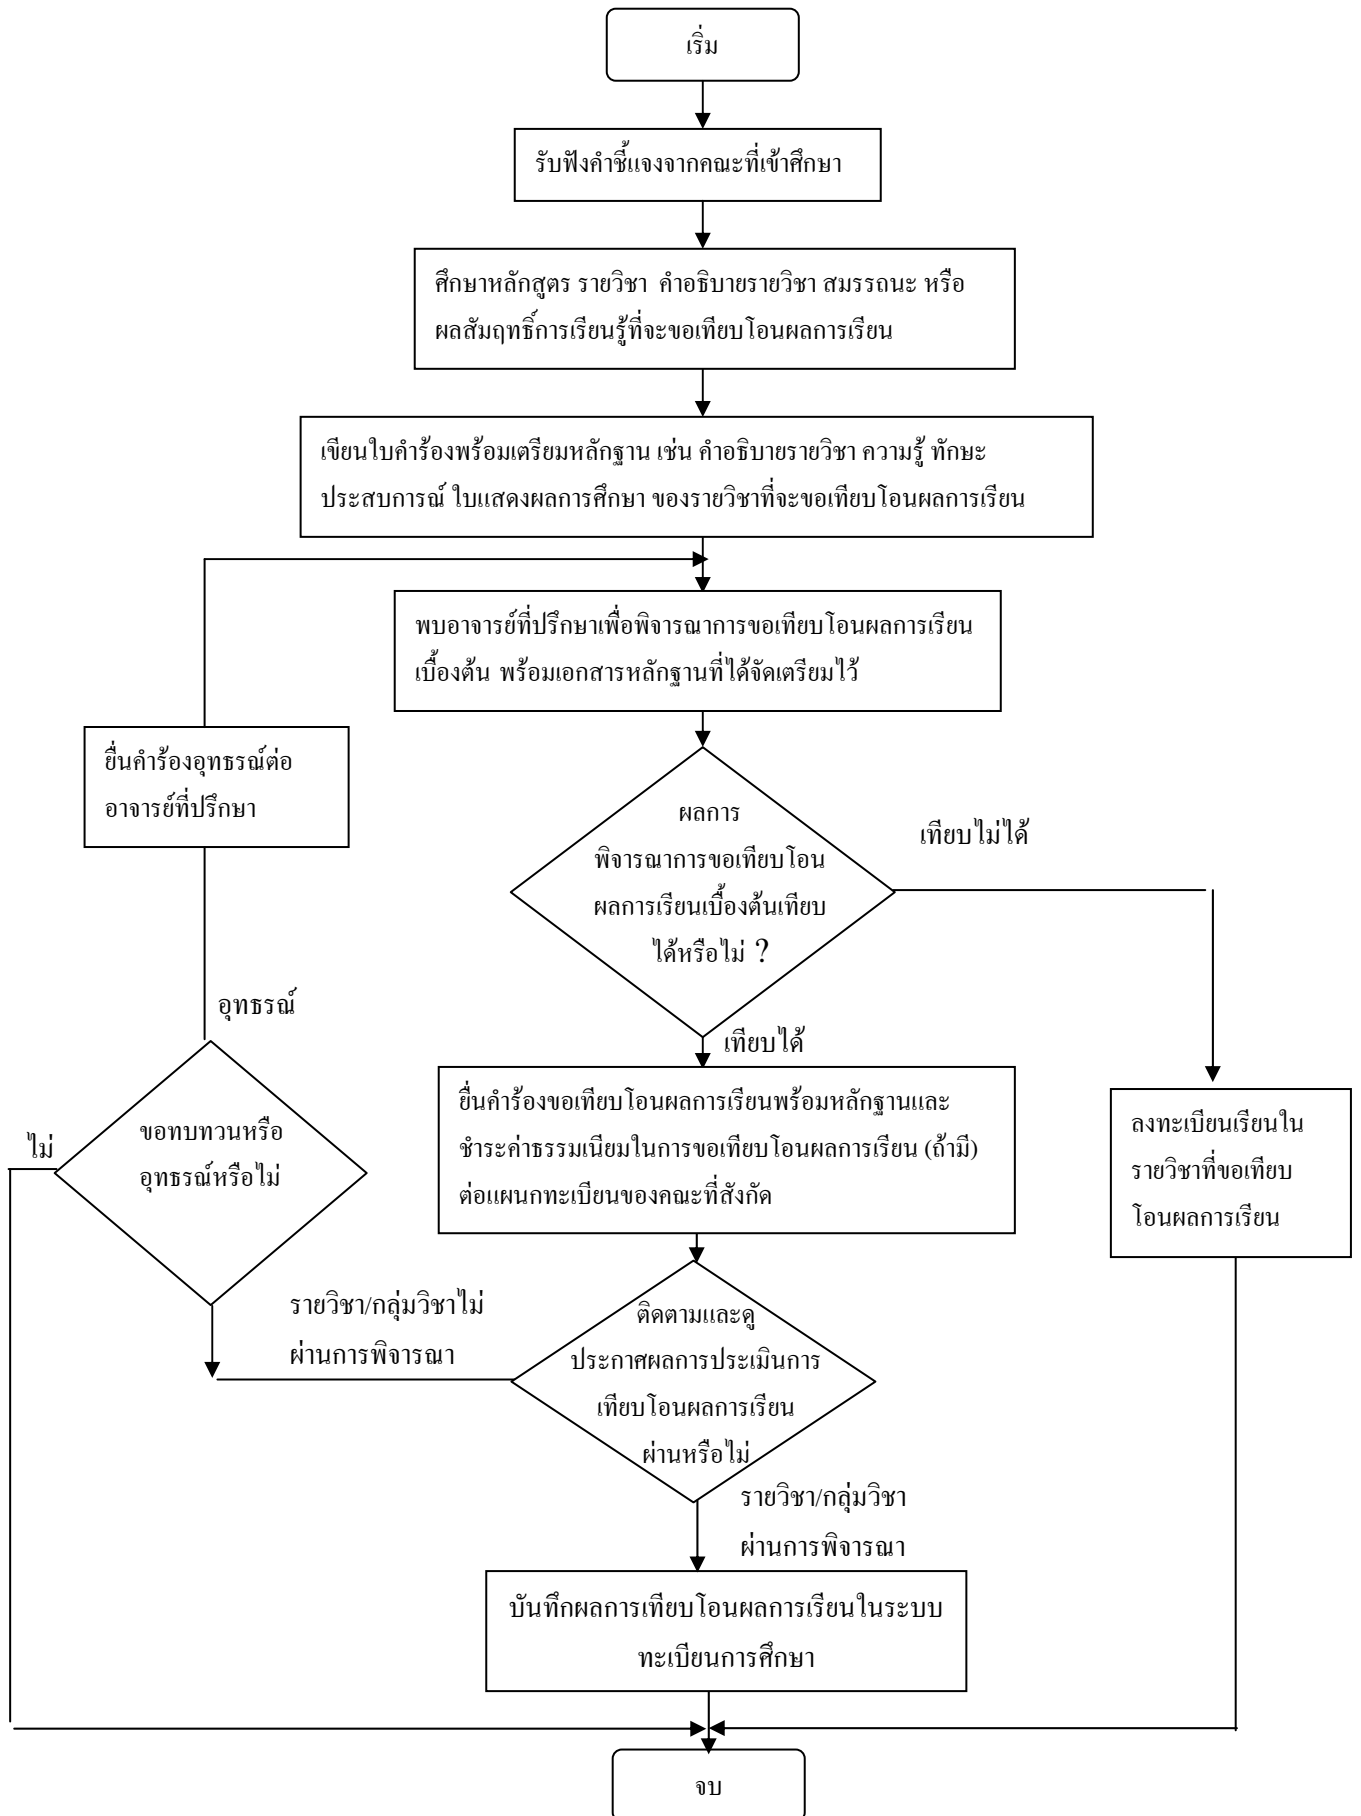 เริ่ม
รับฟังคำชี้แจงจากคณะที่เข้าศึกษา
ศึกษาหลักสูตร รายวิชา คำอธิบายรายวิชา สมรรถนะ หรือ
ผลสัมฤทธิ์การเรียนรู้ที่จะขอเทียบโอนผลการเรียน
เขียนใบคำร้องพร้อมเตรียมหลักฐาน เช่น คำอธิบายรายวิชา ความรู้ ทักษะ
ประสบการณ์ ใบแสดงผลการศึกษา ของรายวิชาที่จะขอเทียบโอนผลการเรียน
พบอาจารย์ที่ปรึกษาเพื่อพิจารณาการขอเทียบโอนผลการเรียน
เบื้องต้น พร้อมเอกสารหลักฐานที่ได้จัดเตรียมไว้
ยื่นคำร้องอุทธรณ์ต่อ
อาจารย์ที่ปรึกษา
ผลการ
พิจารณาการขอเทียบโอน
ผลการเรียนเบื้องต้นเทียบ
ได้หรือไม่ ?
เทียบไม่ได้
อุทธรณ์
เทียบได้
ขอทบทวนหรือ
อุทธรณ์หรือไม่
ไม่
ยื่นคำร้องขอเทียบโอนผลการเรียนพร้อมหลักฐานและ
ชำระค่าธรรมเนียมในการขอเทียบโอนผลการเรียน (ถ้ามี)
ต่อแผนกทะเบียนของคณะที่สังกัด
ลงทะเบียนเรียนใน
รายวิชาที่ขอเทียบ
โอนผลการเรียน
รายวิชา/กลุ่มวิชาไม่
ผ่านการพิจารณา
ติดตามและดู
ประกาศผลการประเมินการ
เทียบโอนผลการเรียน
ผ่านหรือไม่
รายวิชา/กลุ่มวิชา
ผ่านการพิจารณา
บันทึกผลการเทียบโอนผลการเรียนในระบบ
ทะเบียนการศึกษา
จบ